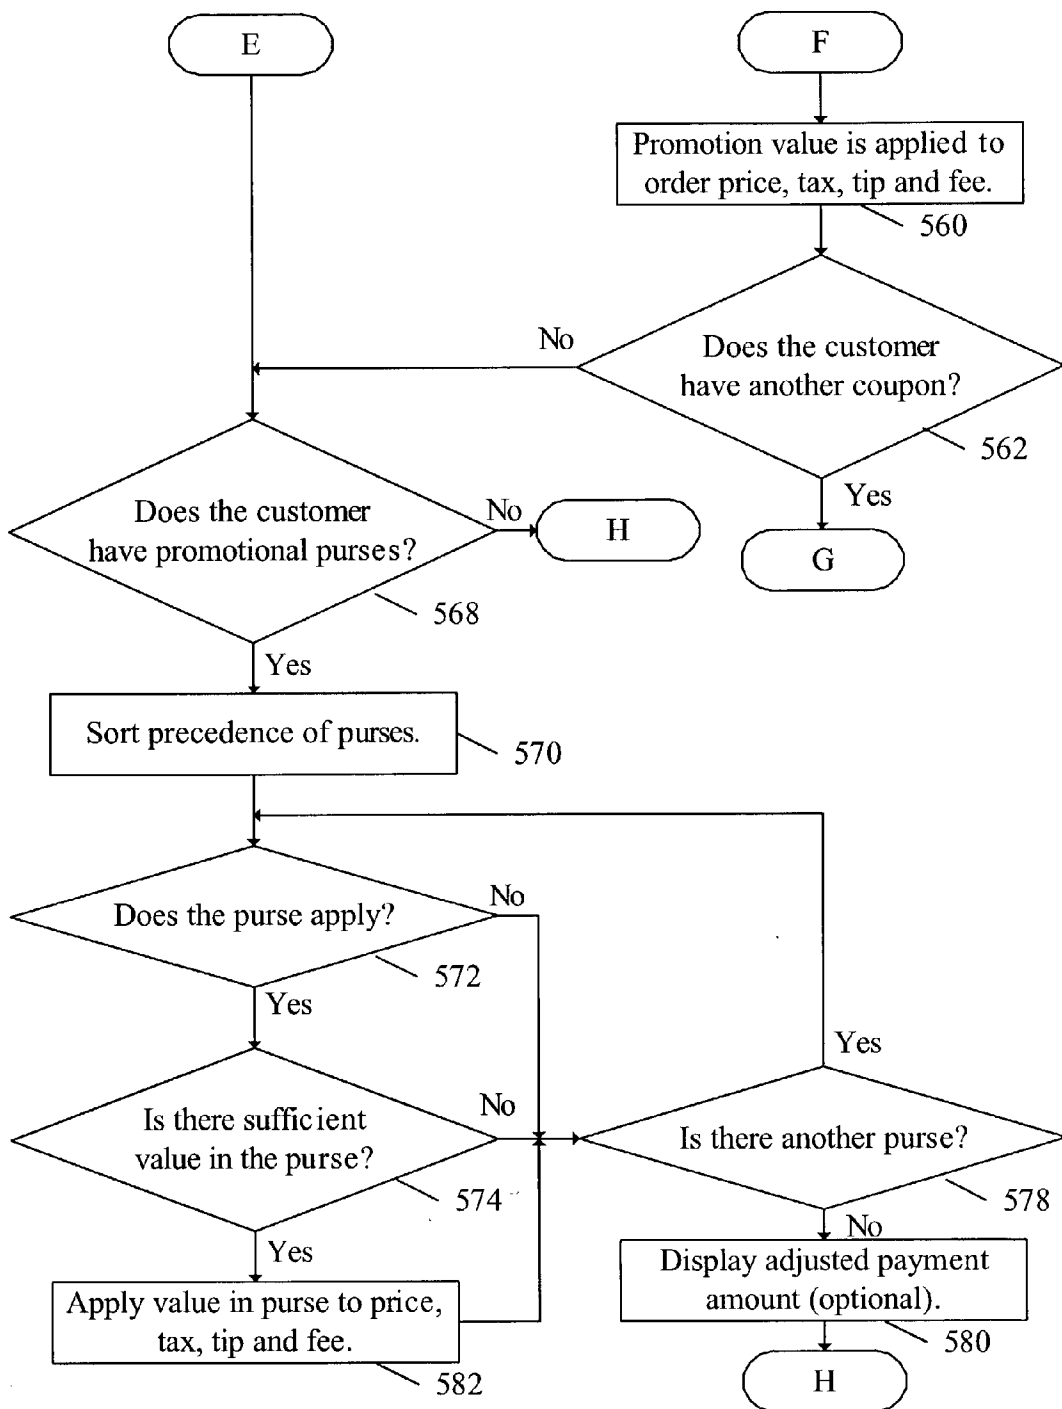 E
F
Promotion value is applied to
order price, tax, tip and fee.
560
No
Does the customer
have another coupon?
562
Yes
G
Does the customer
have promotional purses?
No
H
568
Yes
Sort precedence of purses.
570
Does the purse apply?
No
572
Yes
Is there sufficient
value in the purse?
No
574
Yes
Is there another purse?
Yes
578
No
Apply value in purse to price,
tax, tip and fee.
582
Display adjusted payment
amount (optional).
580
H